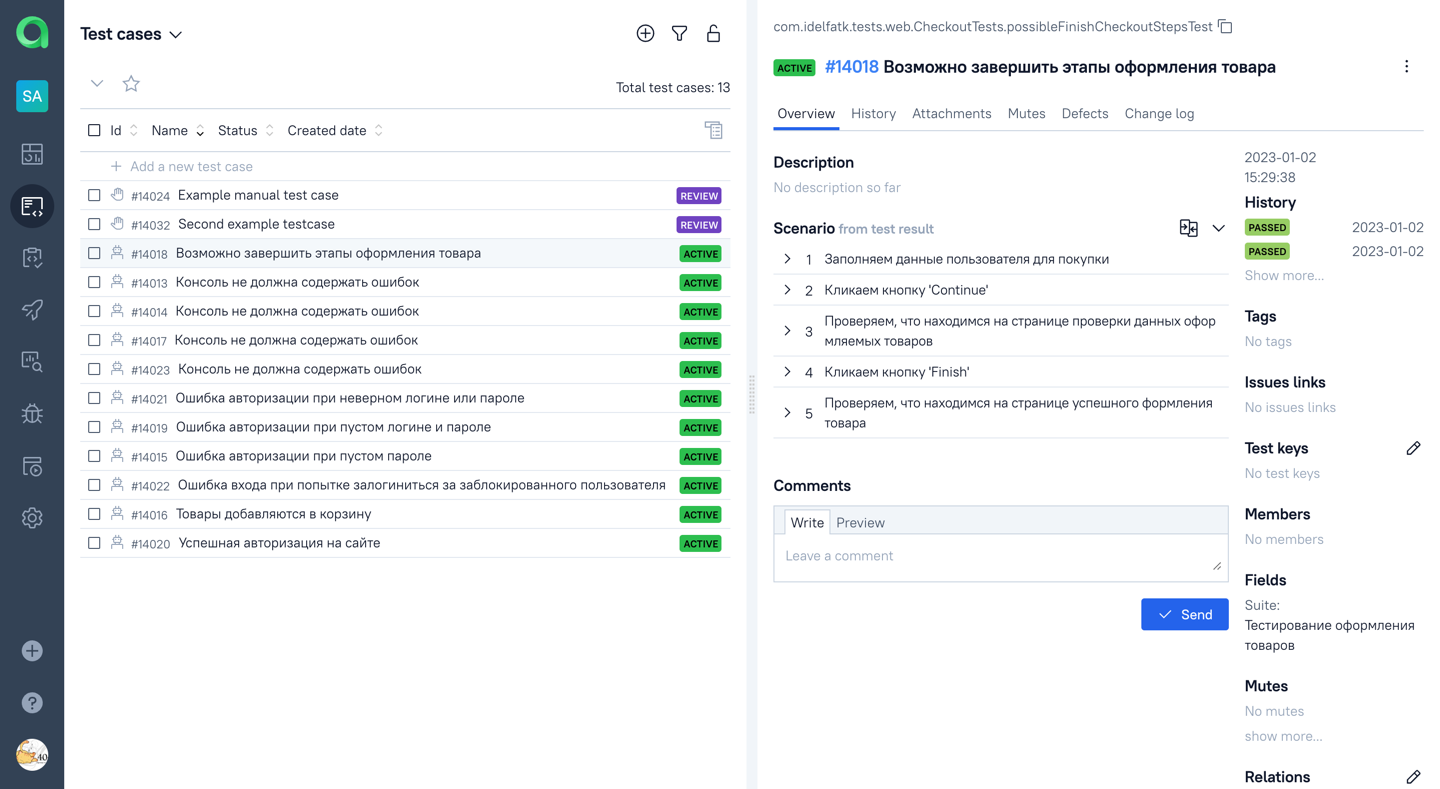 Test cases
SA
Total test cases: 13
Id Name Status Created date
Add a new test case
#14024 Example manual test case REVIEW
#14032 Second example testcase REVIEW
#14018 Возможно завершить этапы оформления товара ACTIVE
#14013 Консоль не должна содержать ошибок ACTIVE
#14014 Консоль не должна содержать ошибок ACTIVE
#14017 Консоль не должна содержать ошибок ACTIVE
#14023 Консоль не должна содержать ошибок ACTIVE
#14021 Ошибка авторизации при неверном логине или пароле ACTIVE
#14019 Ошибка авторизации при пустом логине и пароле ACTIVE
#14015 Ошибка авторизации при пустом пароле ACTIVE
#14022 Ошибка входа при попытке залогиниться за заблокированного пользователя ACTIVE
#14016 Товары добавляются в корзину ACTIVE
#14020 Успешная авторизация на сайте ACTIVE
com.idelfatk.tests.web.CheckoutTests.possibleFinishCheckoutStepsTest
ACTIVE #14018 Возможно завершить этапы оформления товара
Overview History Attachments Mutes Defects Change log
Description
No description so far
Scenario from test result
1 Заполняем данные пользователя для покупки
2 Кликаем кнопку 'Continue'
3 Проверяем, что находимся на странице проверки данных офор
мляемых товаров
4 Кликаем кнопку 'Finish'
5 Проверяем, что находимся на странице успешного формления
товара
Comments
Write Preview
Leave a comment
Send
2023-01-02
15:29:38
History
PASSED 2023-01-02
PASSED 2023-01-02
Show more...
Tags
No tags
Issues links
No issues links
Test keys
No test keys
Members
No members
Fields
Suite:
Тестирование оформления
товаров
Mutes
No mutes
show more...
Relations